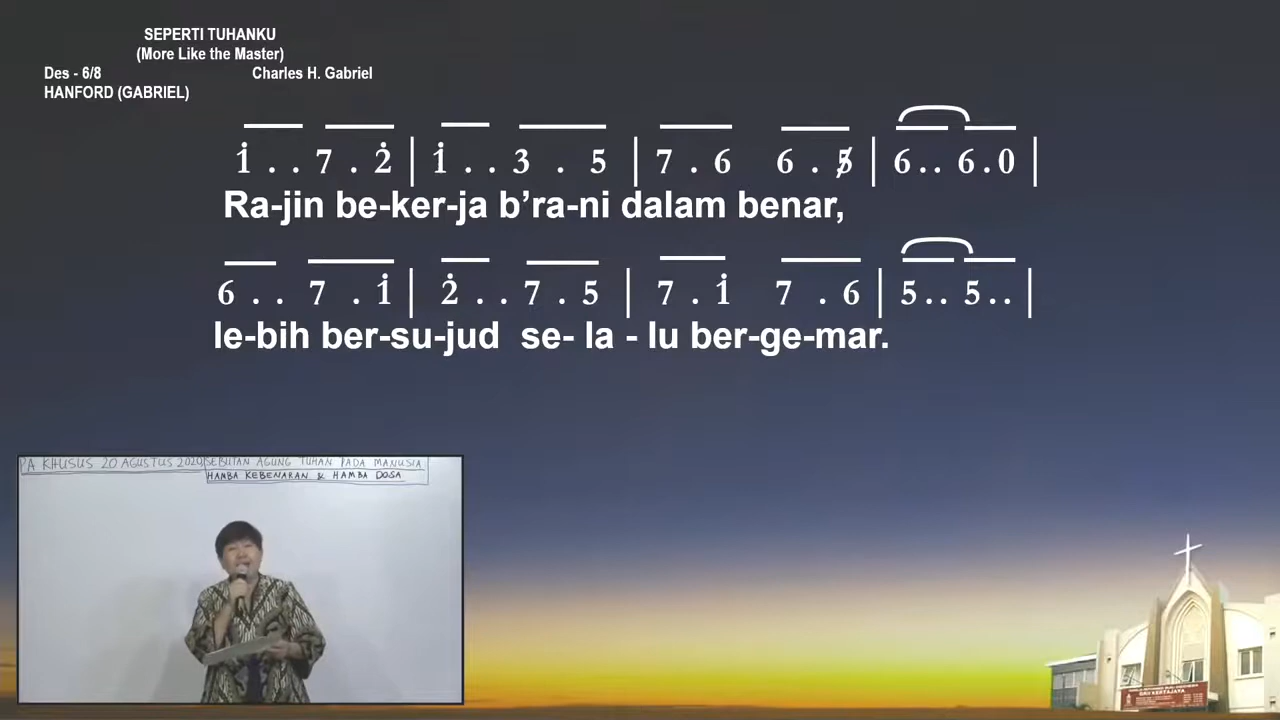 SEPERTI TUHANKU
(More Like the Master)
Des - 6/8 Charles H. Gabriel
HANFORD (GABRIEL)
1̇ . . 7 . 2̇ | 1̇ . . 3 . 5 | 7 . 6 6 . 5̸ | 6 . . 6 . 0 |
Ra-jin be-ker-ja b’ra-ni dalam benar,
6 . . 7 . 1̇ | 2̇ . . 7 . 5 | 7 . 1̇ 7 . 6 | 5 . . 5 . . |
le-bih ber-su-jud se- la - lu ber-ge-mar.
PA KHUSUS 20 AGUSTUS 2020 SEBUTAN AGUNG TUHAN PADA MANUSIA
HAMBA KEBENARAN & HAMBA DOSA
GRII KERTAJAYA